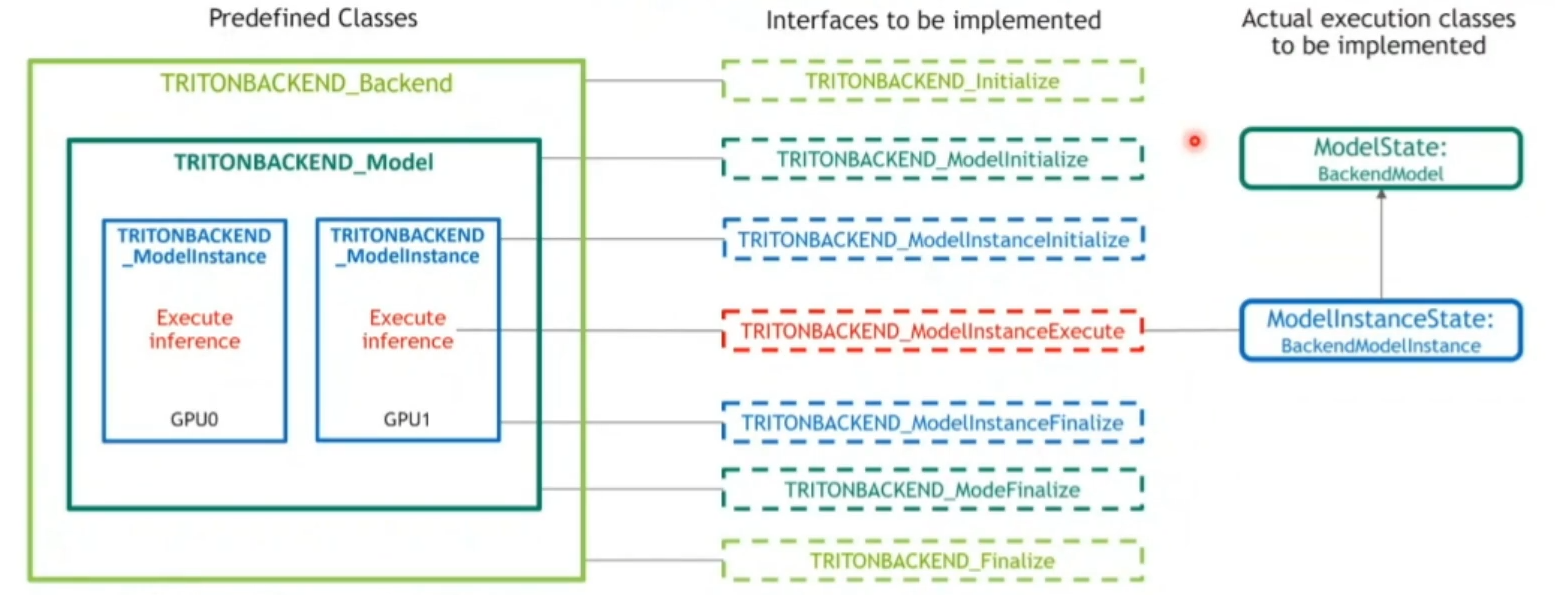 Predefined Classes
Interfaces to be implemented
Actual execution classes
to be implemented
TRITONBACKEND_Backend
TRITONBACKEND_Model
TRITONBACKEND
_ModelInstance
Execute
inference
GPU0
TRITONBACKEND
_ModelInstance
Execute
inference
GPU1
TRITONBACKEND_Initialize
TRITONBACKEND_ModelInitialize
TRITONBACKEND_ModelInstanceInitialize
TRITONBACKEND_ModelInstanceExecute
TRITONBACKEND_ModelInstanceFinalize
TRITONBACKEND_ModeFinalize
TRITONBACKEND_Finalize
ModelState:
BackendModel
ModelInstanceState:
BackendModelInstance